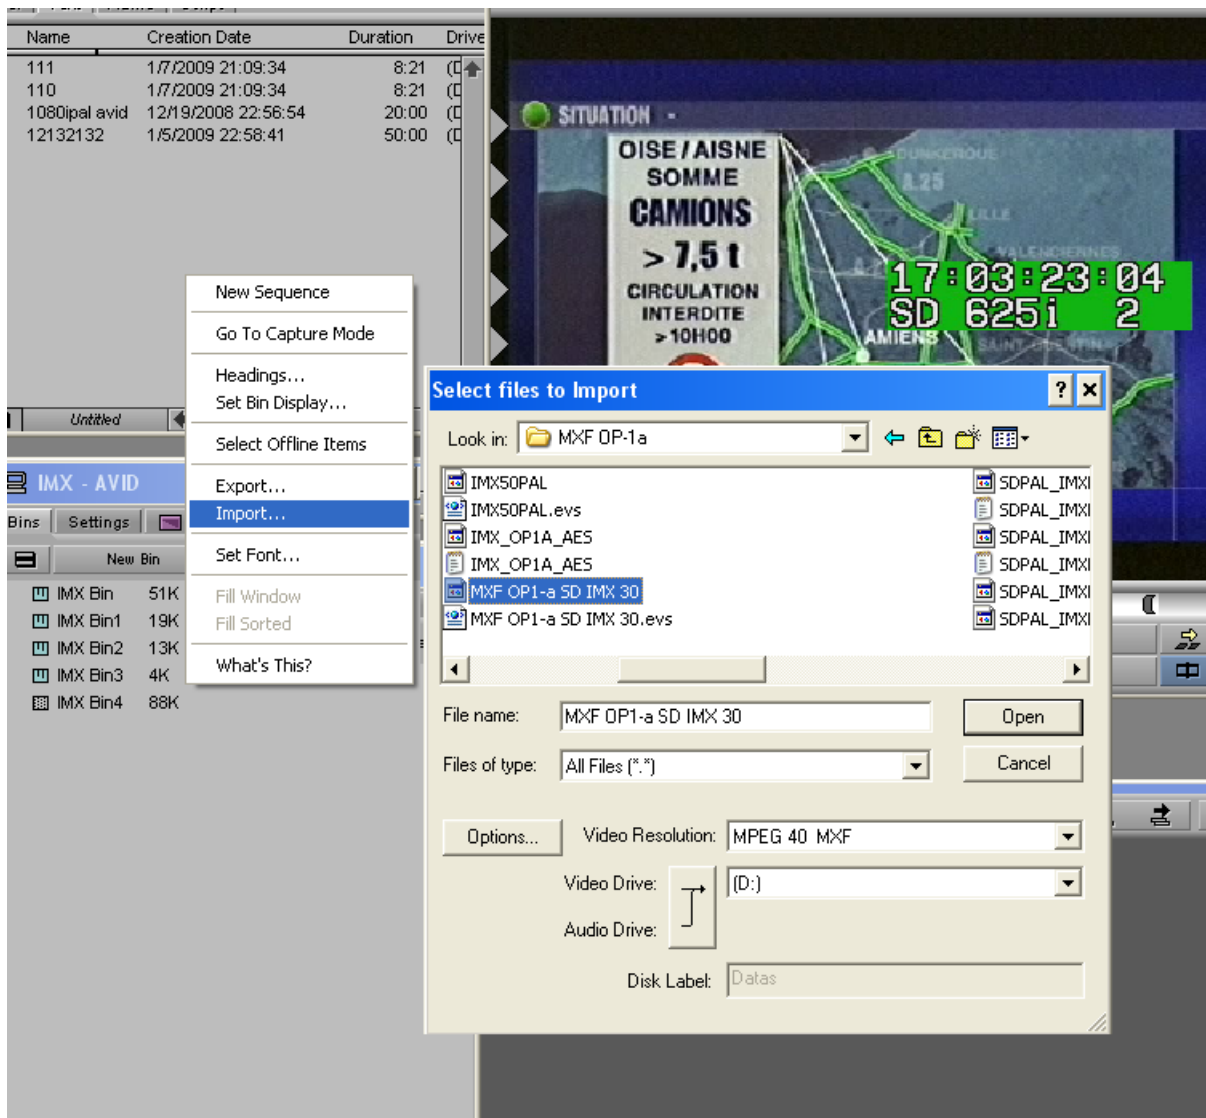 Name Creation Date Duration Drive
111 1/7/2009 21:09:34 8:21
110 1/7/2009 21:09:34 8:21
1080ipal avid 12/19/2008 22:56:54 20:00
12132132 1/5/2009 22:58:41 50:00
SITUATION -
OISE / AISNE
SOMME
CAMIONS
> 7,5 t
CIRCULATION
INTERDITE
> 10H00
DUNKERQUE
A.25
LILLE
VALENCIENNES
AMIENS
SAINT-QUENTIN
17:03:23:04
SD 625i 2
New Sequence
Go To Capture Mode
Headings...
Set Bin Display...
Select Offline Items
Export...
Import...
Set Font...
Fill Window
Fill Sorted
What's This?
Untitled
IMX - AVID
Bins Settings
New Bin
IMX Bin 51K
IMX Bin1 19K
IMX Bin2 13K
IMX Bin3 4K
IMX Bin4 88K
Select files to Import
Look in: MXF OP-1a
IMX50PAL
IMX50PAL.evs
IMX_OP1A_AES
IMX_OP1A_AES
MXF OP1-a SD IMX 30
MXF OP1-a SD IMX 30.evs
SDPAL_IMX
SDPAL_IMX
SDPAL_IMX
SDPAL_IMX
SDPAL_IMX
SDPAL_IMX
File name: MXF OP1-a SD IMX 30
Open
Files of type: All Files (*.*)
Cancel
Options...
Video Resolution: MPEG 40 MXF
Video Drive: (D:)
Audio Drive:
Disk Label: Datas